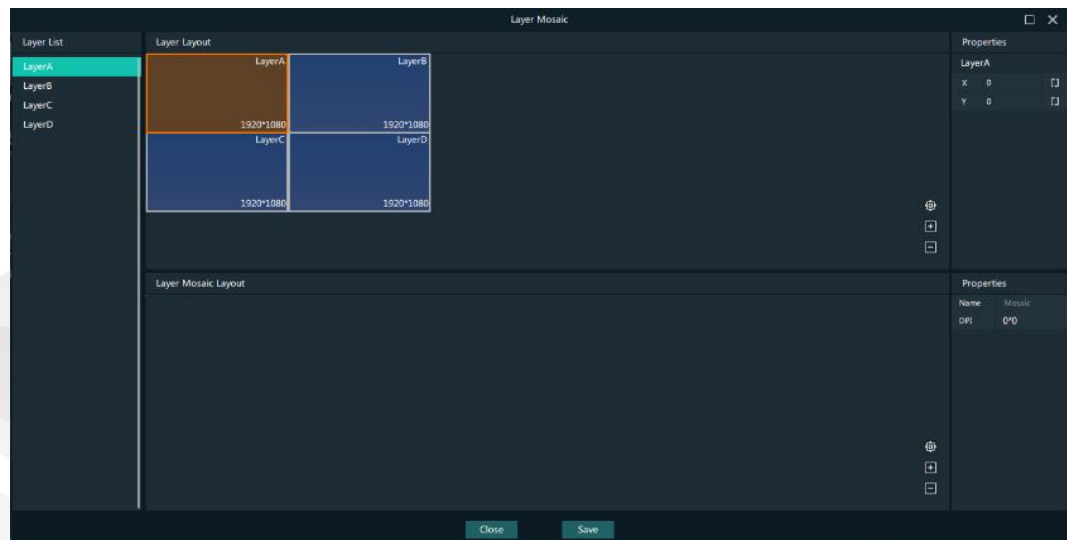 Layer Mosaic
Layer List
LayerA
LayerB
LayerC
LayerD
Layer Layout
LayerA
1920*1080
LayerB
1920*1080
LayerC
1920*1080
LayerD
1920*1080
Properties
LayerA
X 0
Y 0
Layer Mosaic Layout
Properties
Name Mosaic
DPI 0*0
Close Save